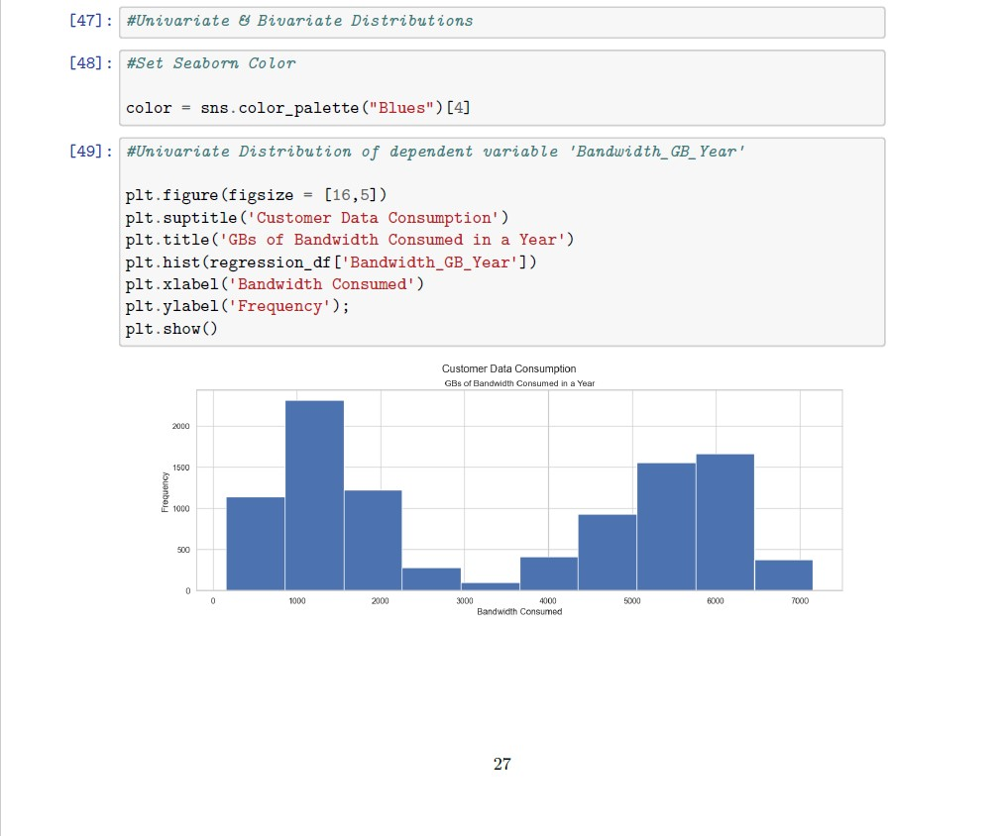 [47]: #Univariate & Bivariate Distributions
[48]: #Set Seaborn Color
color = sns.color_palette("Blues")[4]
[49]: #Univariate Distribution of dependent variable 'Bandwidth_GB_Year'
plt.figure(figsize = [16,5])
plt.suptitle('Customer Data Consumption')
plt.title('GBs of Bandwidth Consumed in a Year')
plt.hist(regression_df['Bandwidth_GB_Year'])
plt.xlabel('Bandwidth Consumed')
plt.ylabel('Frequency');
plt.show()
Customer Data Consumption
GBs of Bandwidth Consumed in a Year
2000
1500
1000
500
0
Frequency
0 1000 2000 3000 4000 5000 6000 7000
Bandwidth Consumed
27